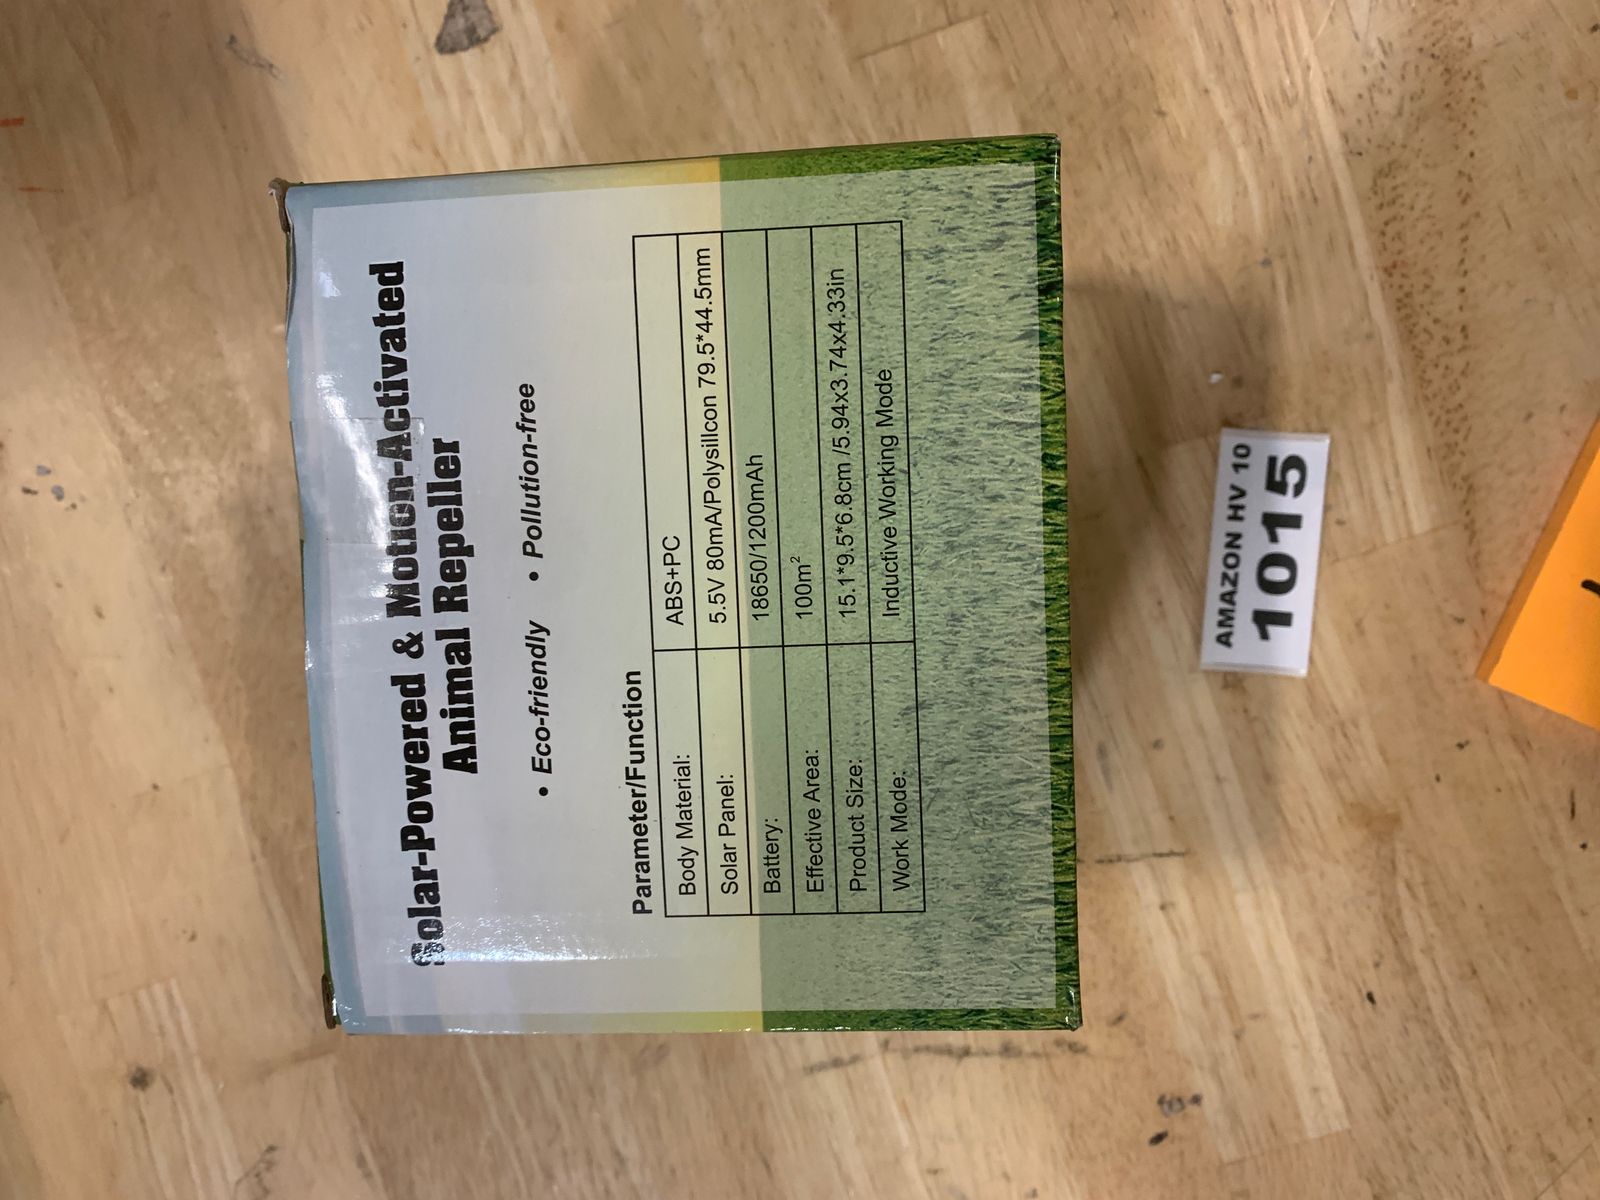 Solar-Powered & Motion-Activated
Animal Repeller
• Eco-friendly • Pollution-free
Parameter/Function
Body Material: ABS+PC
Solar Panel: 5.5V 80mA/Polysillcon 79.5*44.5mm
Battery: 18650/1200mAh
Effective Area: 100m²
Product Size: 15.1*9.5*6.8cm /5.94x3.74x4.33in
Work Mode: Inductive Working Mode
AMAZON HV 10
1015